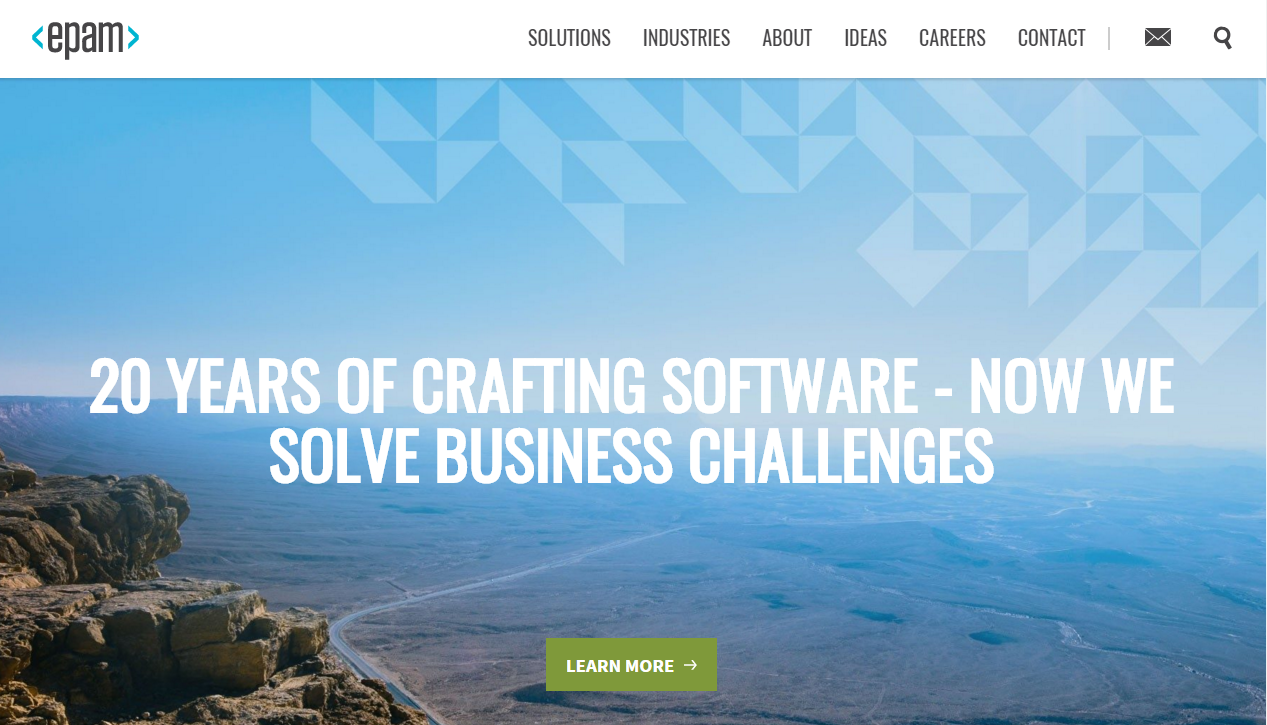 <epam>
SOLUTIONS INDUSTRIES ABOUT IDEAS CAREERS CONTACT
20 YEARS OF CRAFTING SOFTWARE - NOW WE
SOLVE BUSINESS CHALLENGES
LEARN MORE →